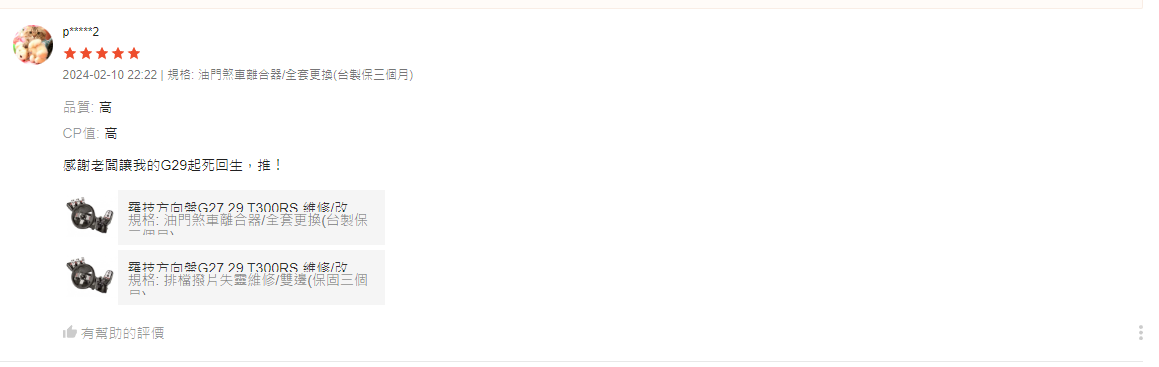 p*****2
2024-02-10 22:22 | 規格: 油門煞車離合器/全套更換(台製保三個月)
品質: 高
CP值: 高
感謝老闆讓我的G29起死回生，推！
羅技方向盤G27 29 T300RS 維修/改
規格: 油門煞車離合器/全套更換(台製保
三個月)
羅技方向盤G27 29 T300RS 維修/改
規格: 排檔撥片失靈維修/雙邊(保固三個
月)
有幫助的評價